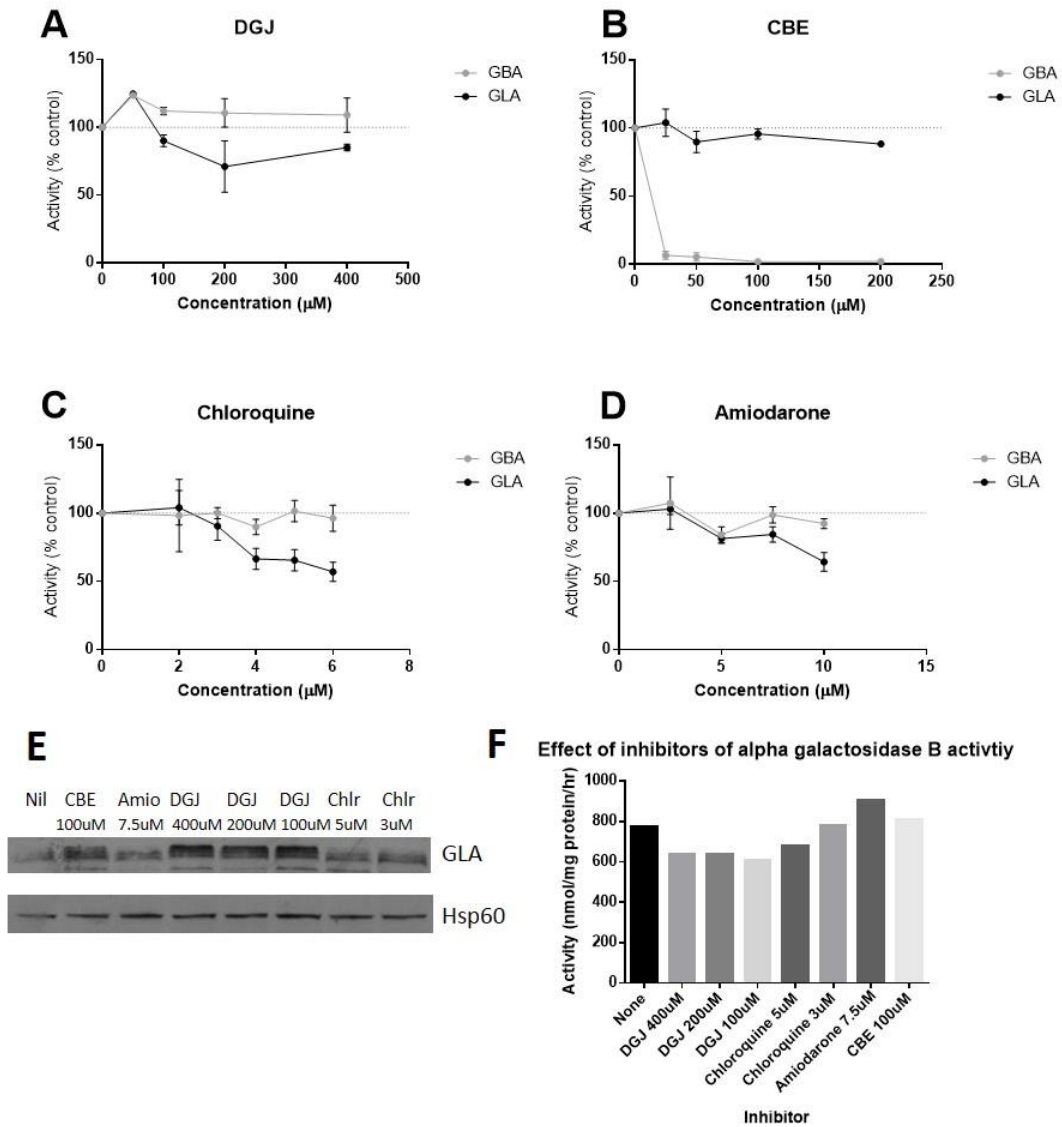 A
DGJ
150
100
50
0
Activity (% control)
0 100 200 300 400 500
Concentration (μM)
GBA
GLA
B
CBE
150
100
50
0
Activity (% control)
0 50 100 150 200 250
Concentration (μM)
GBA
GLA
C
Chloroquine
150
100
50
0
Activity (% control)
0 2 4 6 8
Concentration (μM)
GBA
GLA
D
Amiodarone
150
100
50
0
Activity (% control)
0 5 10 15
Concentration (μM)
GBA
GLA
E
Nil CBE Amio DGJ DGJ DGJ Chlr Chlr
100uM 7.5uM 400uM 200uM 100uM 5uM 3uM
GLA
Hsp60
F
Effect of inhibitors of alpha galactosidase B activtiy
1000
800
600
400
200
0
Activity (nmol/mg protein/hr)
None
DGJ 400uM
DGJ 200uM
DGJ 100uM
Chloroquine 5uM
Chloroquine 3uM
Amiodarone 7.5uM
CBE 100uM
Inhibitor